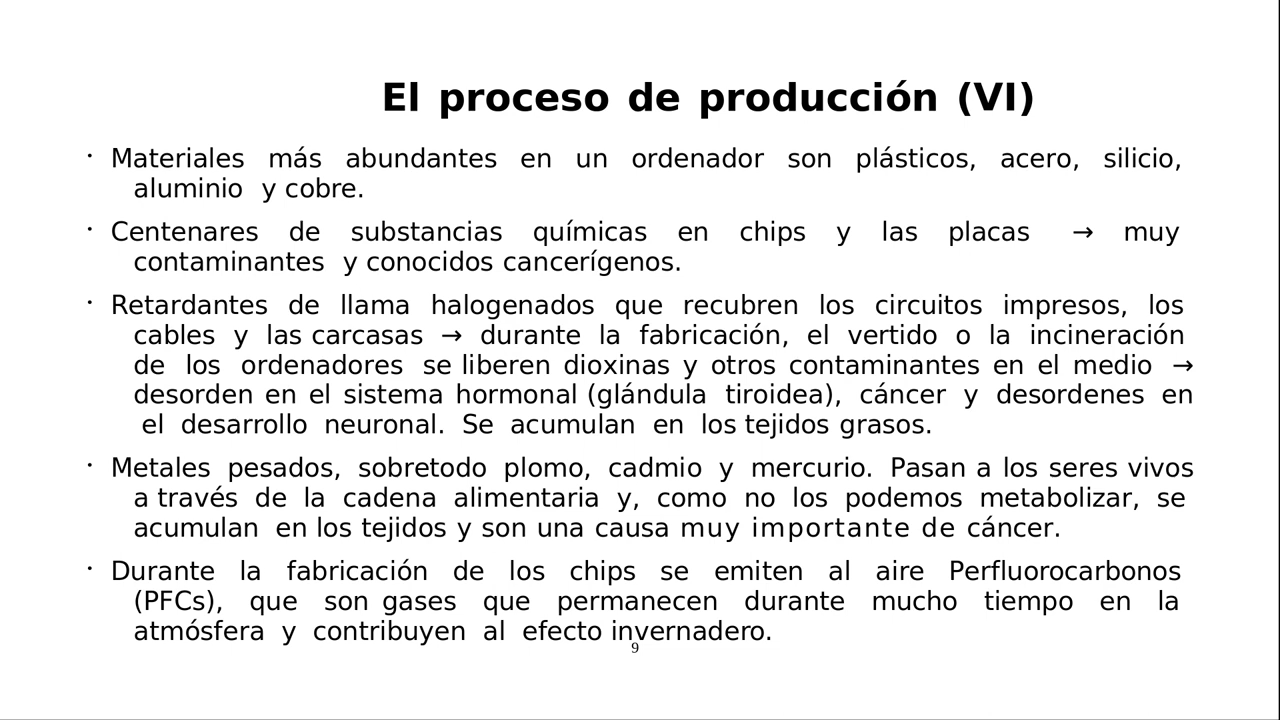 El proceso de producción (VI)
· Materiales más abundantes en un ordenador son plásticos, acero, silicio,
aluminio y cobre.
· Centenares de substancias químicas en chips y las placas → muy
contaminantes y conocidos cancerígenos.
· Retardantes de llama halogenados que recubren los circuitos impresos, los
cables y las carcasas → durante la fabricación, el vertido o la incineración
de los ordenadores se liberen dioxinas y otros contaminantes en el medio →
desorden en el sistema hormonal (glándula tiroidea), cáncer y desordenes en
el desarrollo neuronal. Se acumulan en los tejidos grasos.
· Metales pesados, sobretodo plomo, cadmio y mercurio. Pasan a los seres vivos
a través de la cadena alimentaria y, como no los podemos metabolizar, se
acumulan en los tejidos y son una causa muy importante de cáncer.
· Durante la fabricación de los chips se emiten al aire Perfluorocarbonos
(PFCs), que son gases que permanecen durante mucho tiempo en la
atmósfera y contribuyen al efecto invernadero.
9